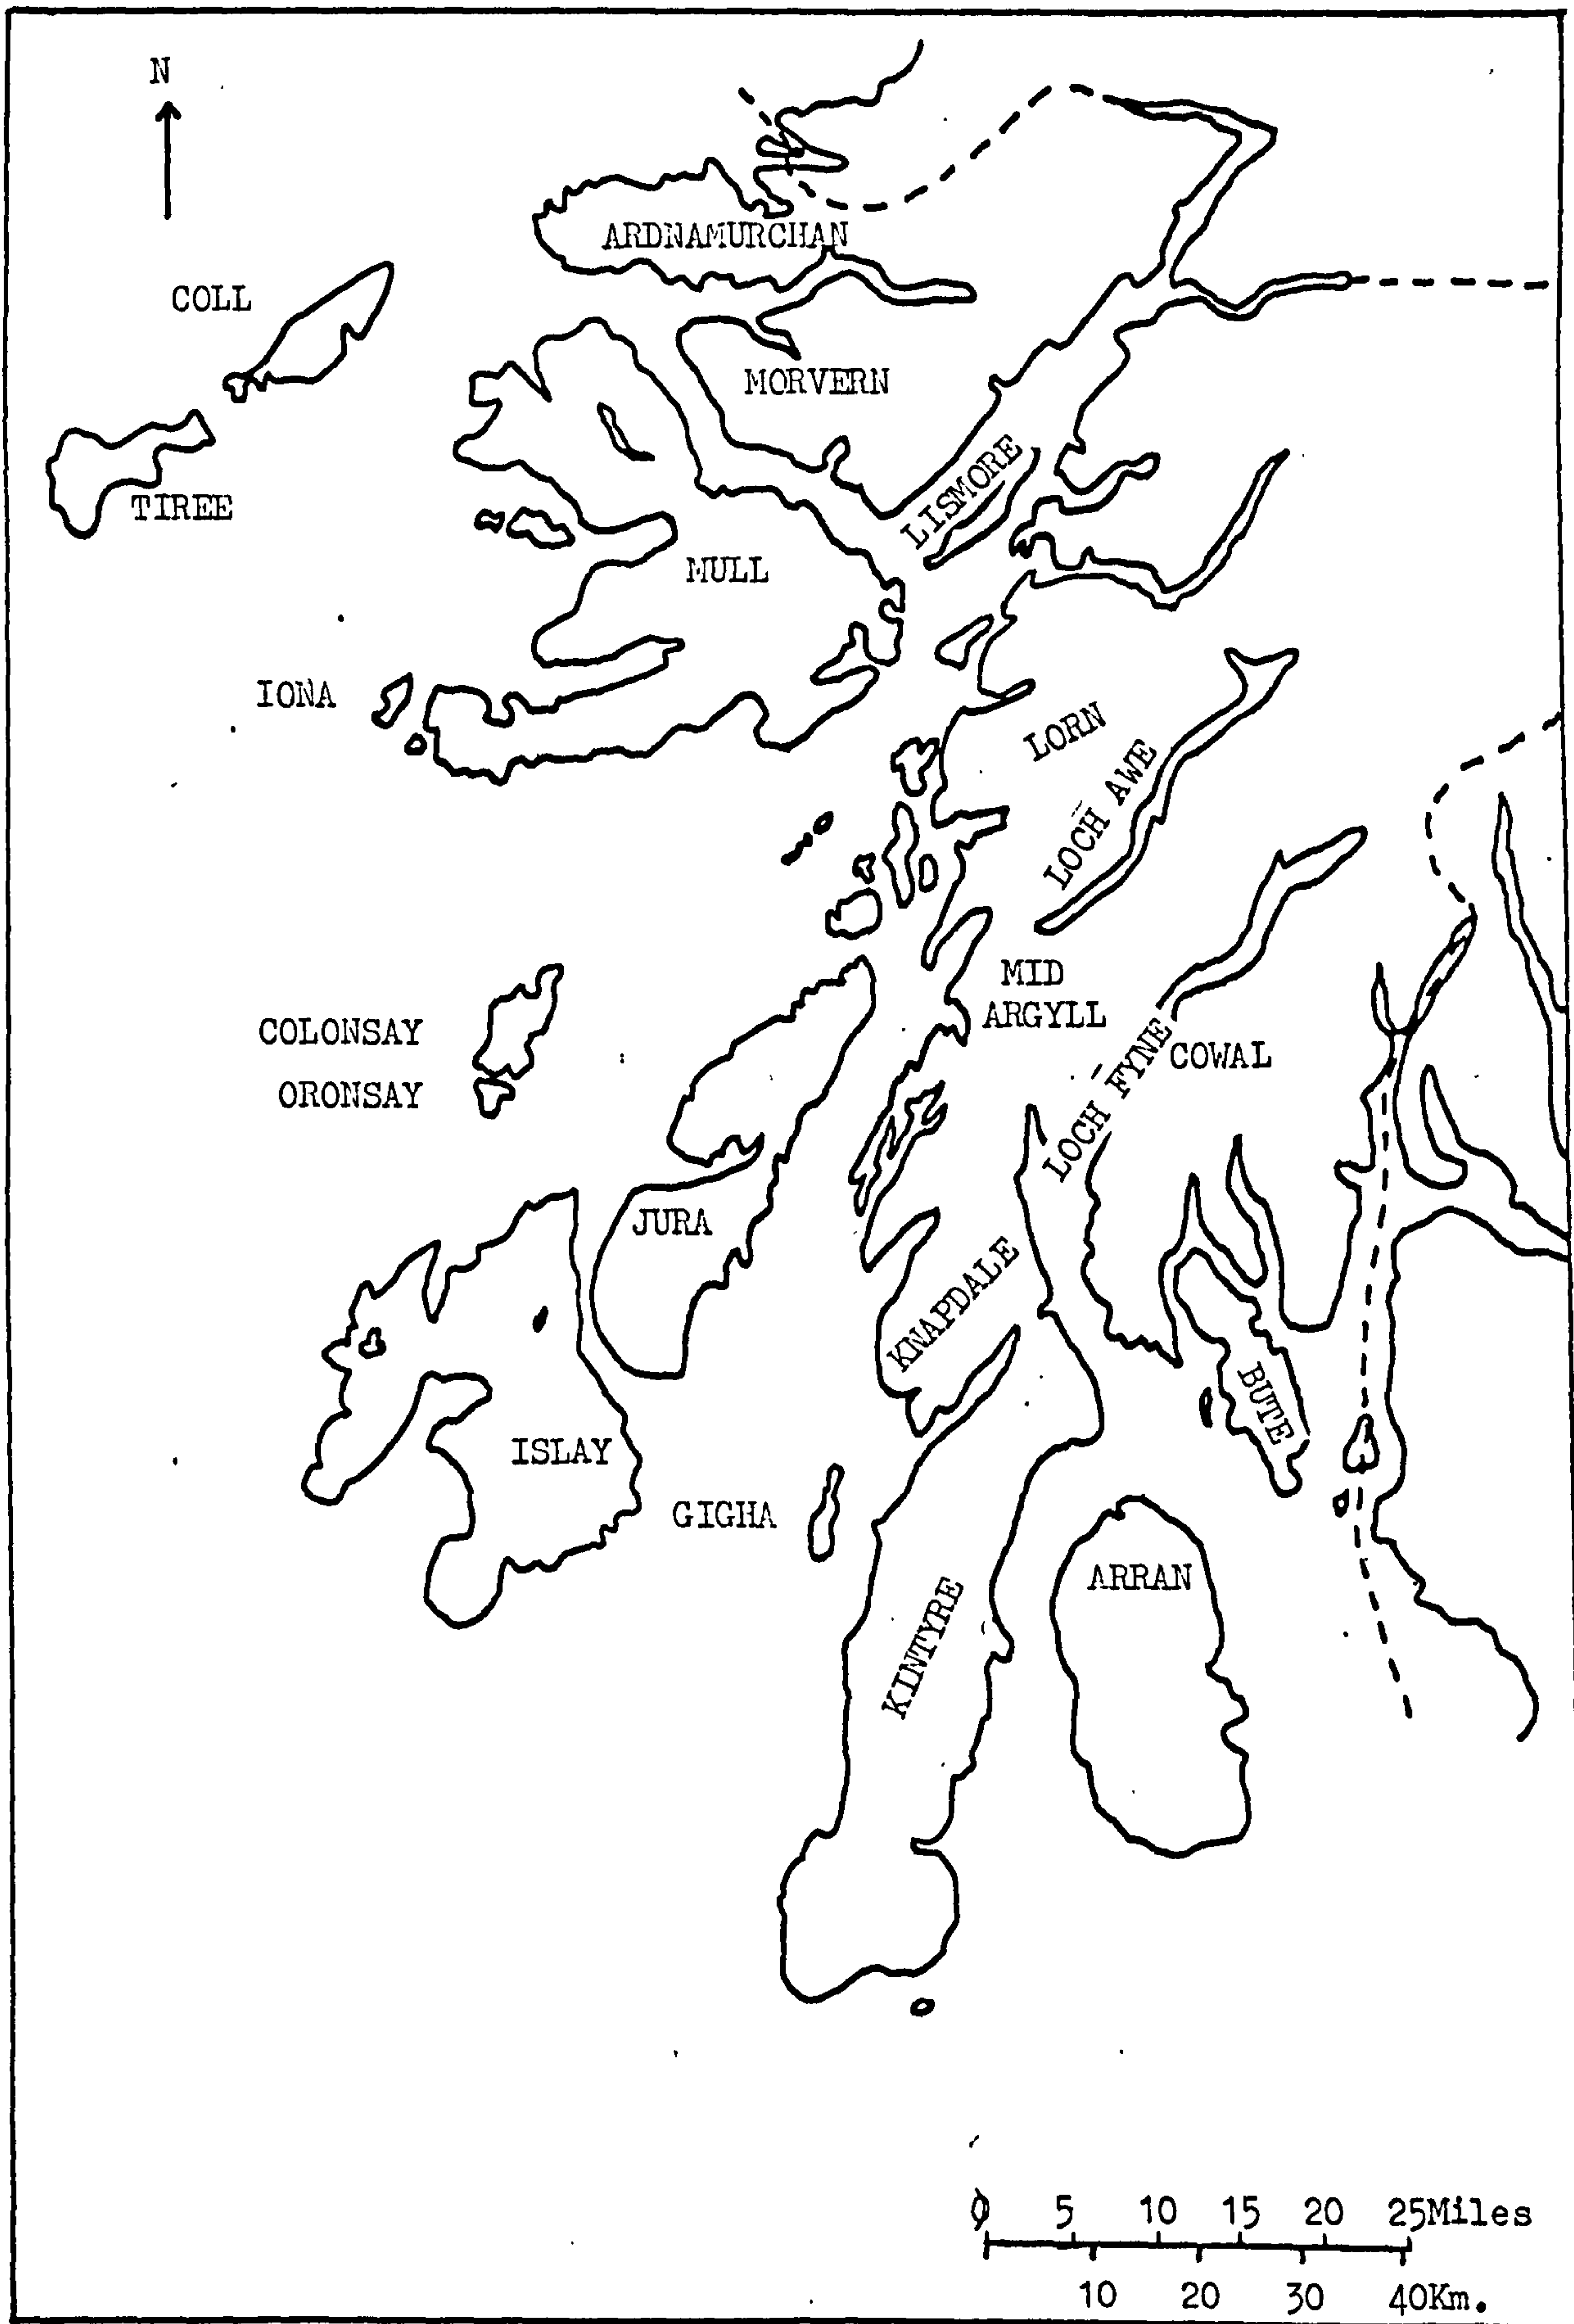 N
ARDNAMURCHAN
COLL
MORVERN
LISMORE
TIREE
MULL
IONA
LORN
LOCH AWE
MID
ARGYLL
COLONSAY
COWAL
LOCH FYNE
ORONSAY
JURA
KNAPDALE
BUTE
ISLAY
GIGHA
ARRAN
KINTYRE
0 5 10 15 20 25Miles
10 20 30 40Km.